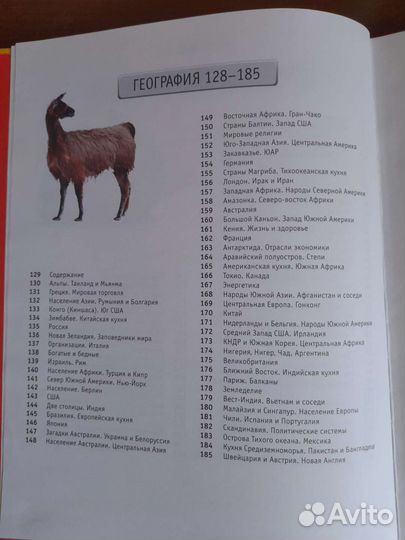 ГЕОГРАФИЯ 128–185
129 Содержание
130 Альпы. Таиланд и Мьянма
131 Греция. Мировая торговля
132 Население Азии. Румыния и Болгария
133 Конго (Киншаса). Юг США
134 Зимбабве. Китайская кухня
135 Россия
136 Новая Зеландия. Заповедники мира
137 Организации. Италия
138 Богатые и бедные
139 Израиль. Рим
140 Население Африки. Турция и Кипр
141 Север Южной Америки. Нью-Йорк
142 Население. Берлин
143 США
144 Две столицы. Индия
145 Бразилия. Европейская кухня
146 Япония
147 Загадки Австралии. Украина и Белоруссия
148 Население Австралии. Центральная Азия
149 Восточная Африка. Гран-Чако
150 Страны Балтии. Запад США
151 Мировые религии
152 Юго-Западная Азия. Центральная Америка
153 Закавказье. ЮАР
154 Германия
155 Страны Магриба. Тихоокеанская кухня
156 Лондон. Ирак и Иран
157 Западная Африка. Народы Северной Америки
158 Амазонка. Северо-восток Африки
159 Австралия
160 Большой Каньон. Запад Южной Америки
161 Кения. Жизнь и здоровье
162 Франция
163 Антарктида. Отрасли экономики
164 Аравийский полуостров. Степи
165 Американская кухня. Южная Африка
166 Токио. Канада
167 Энергетика
168 Народы Южной Азии. Афганистан и соседи
169 Центральная Европа. Гонконг
170 Китай
171 Нидерланды и Бельгия. Народы Южной Америки
172 Средний Запад США. Ирландия
173 КНДР и Южная Корея. Центральная Африка
174 Нигерия, Нигер, Чад. Аргентина
175 Великобритания
176 Ближний Восток. Индийская кухня
177 Париж. Балканы
178 Земледелие
179 Вест-Индия. Вьетнам и соседи
180 Малайзия и Сингапур. Население Европы
181 Чили. Испания и Португалия
182 Скандинавия. Политические системы
183 Острова Тихого океана. Мексика
184 Кухня Средиземноморья. Пакистан и Бангладеш
185 Швейцария и Австрия. Новая Англия
Avito